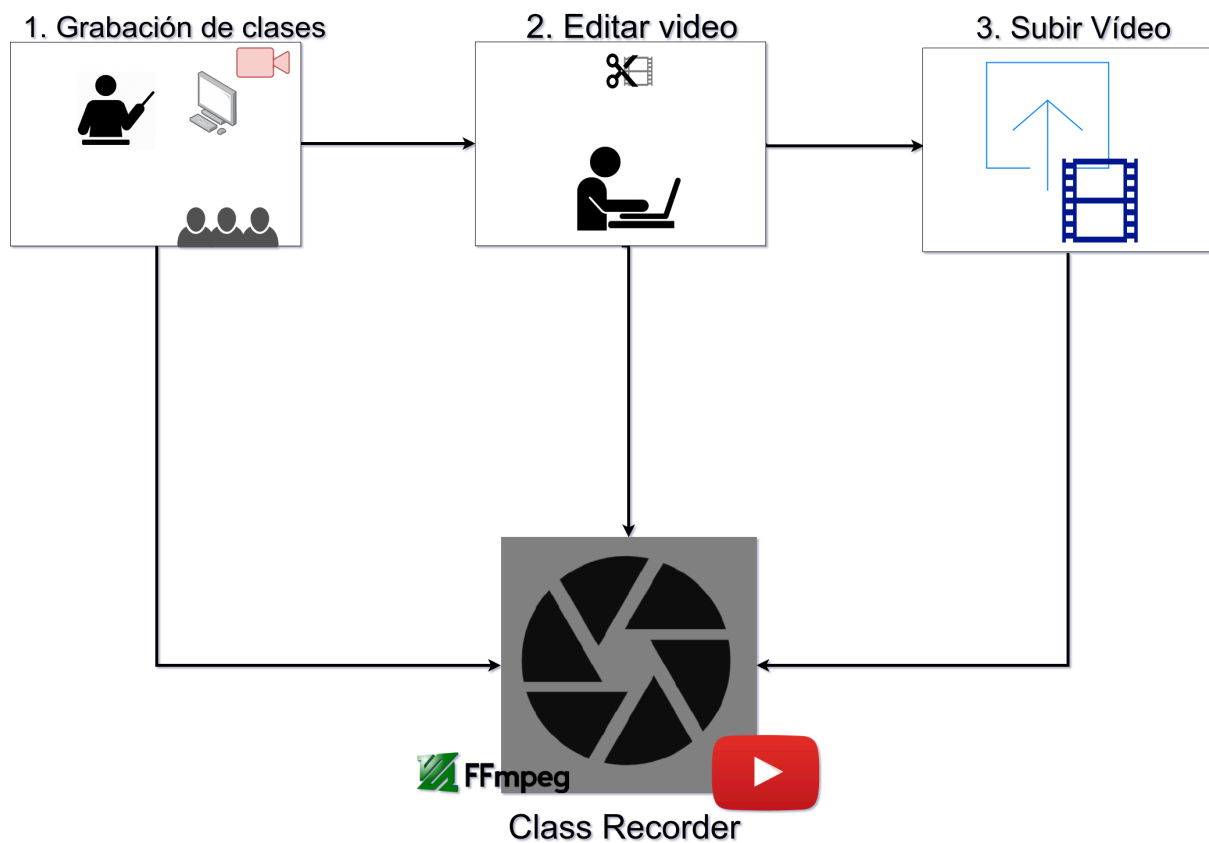 1. Grabación de clases
2. Editar video
3. Subir Vídeo
FFmpeg
Class Recorder